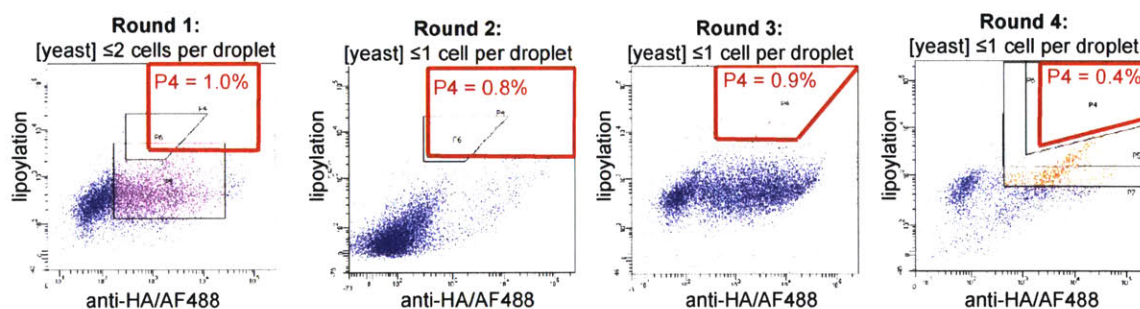 Round 1:
[yeast] ≤2 cells per droplet
P4 = 1.0%
lipoylation
anti-HA/AF488
Round 2:
[yeast] ≤1 cell per droplet
P4 = 0.8%
lipoylation
anti-HA/AF488
Round 3:
[yeast] ≤1 cell per droplet
P4 = 0.9%
lipoylation
anti-HA/AF488
Round 4:
[yeast] ≤1 cell per droplet
P4 = 0.4%
P4
lipoylation
anti-HA/AF488